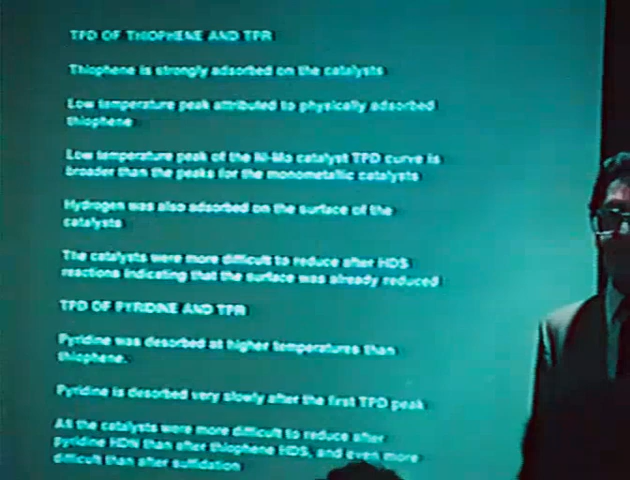 TPD OF THIOPHENE AND TPR
Thiophene is strongly adsorbed on the catalysts
Low temperature peak attributed to physically adsorbed
thiophene
Low temperature peak of the Ni-Mo catalyst TPD curve is
broader than the peaks for the monometallic catalysts
Hydrogen was also adsorbed on the surface of the
catalysts
The catalysts were more difficult to reduce after HDS
reactions indicating that the surface was already reduced
TPD OF PYRIDINE AND TPR
Pyridine was desorbed at higher temperatures than
thiophene.
Pyridine is desorbed very slowly after the first TPD peak
All the catalysts were more difficult to reduce after
pyridine HDN than after thiophene HDS, and even more
difficult than after sulfidation